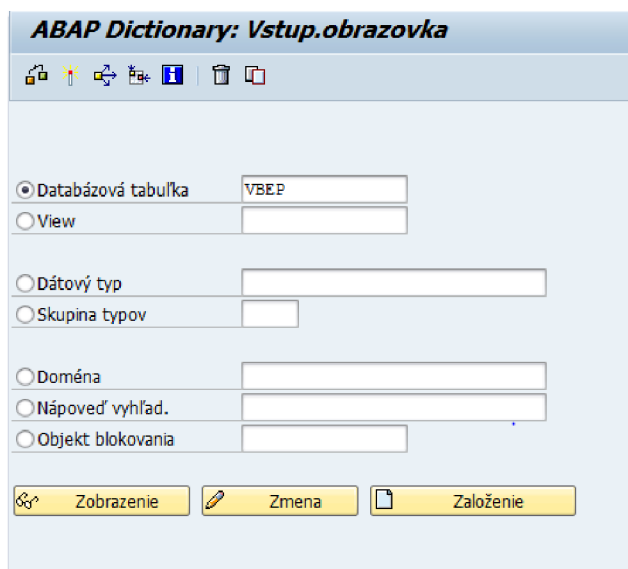 ABAP Dictionary: Vstup.obrazovka
Databázová tabuľka VBEP
View
Dátový typ
Skupina typov
Doména
Nápoveď vyhľad.
Objekt blokovania
Zobrazenie Zmena Založenie